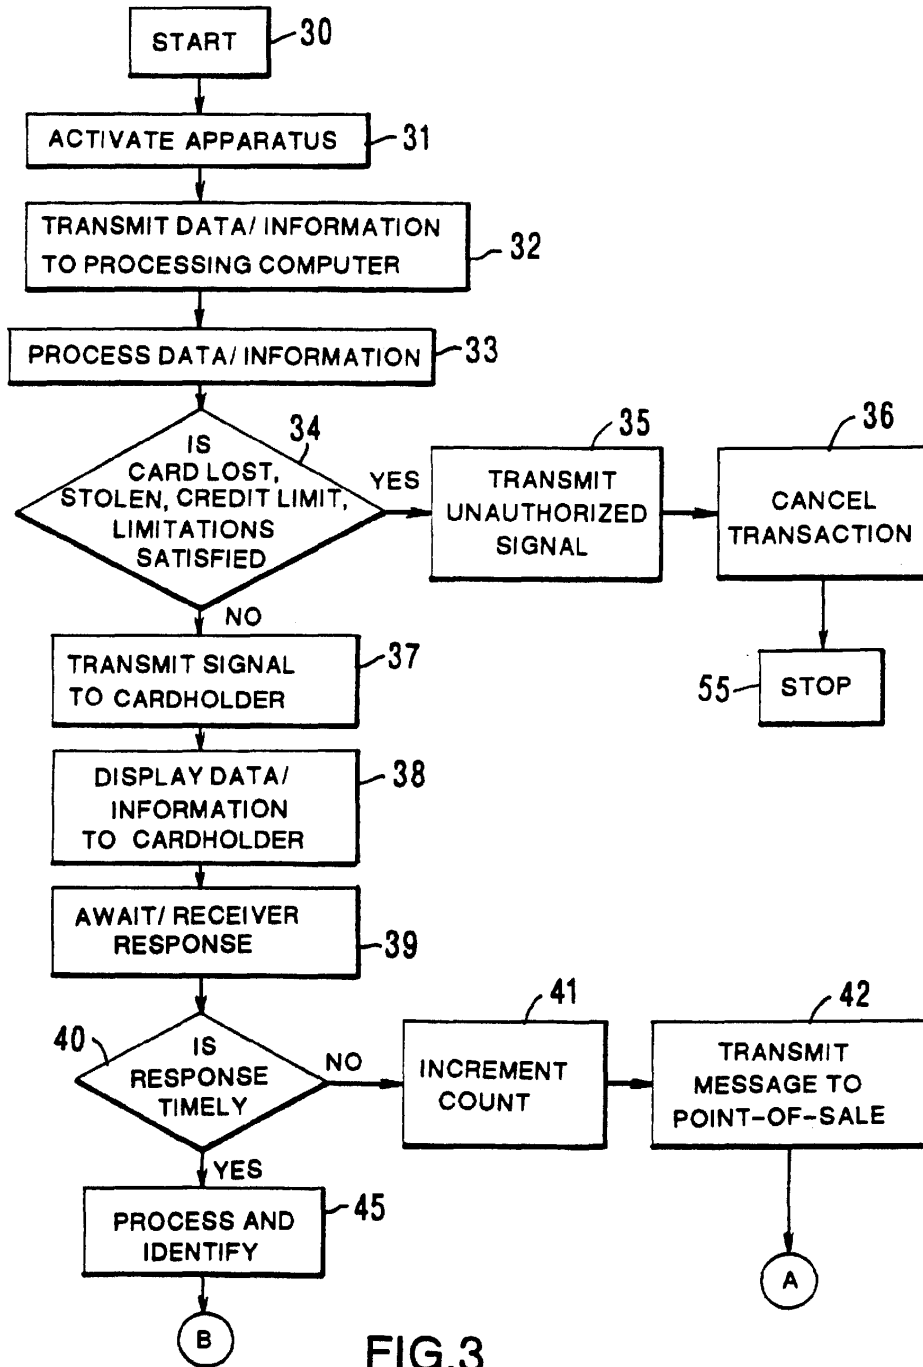 START
30
ACTIVATE APPARATUS
31
TRANSMIT DATA/ INFORMATION
TO PROCESSING COMPUTER
32
PROCESS DATA/ INFORMATION
33
IS
CARD LOST,
STOLEN, CREDIT LIMIT,
LIMITATIONS
SATISFIED
34
YES
TRANSMIT
UNAUTHORIZED
SIGNAL
35
CANCEL
TRANSACTION
36
STOP
55
NO
TRANSMIT SIGNAL
TO CARDHOLDER
37
DISPLAY DATA/
INFORMATION
TO CARDHOLDER
38
AWAIT/ RECEIVER
RESPONSE
39
40
IS
RESPONSE
TIMELY
NO
INCREMENT
COUNT
41
TRANSMIT
MESSAGE TO
POINT-OF-SALE
42
A
YES
PROCESS AND
IDENTIFY
45
B
FIG.3